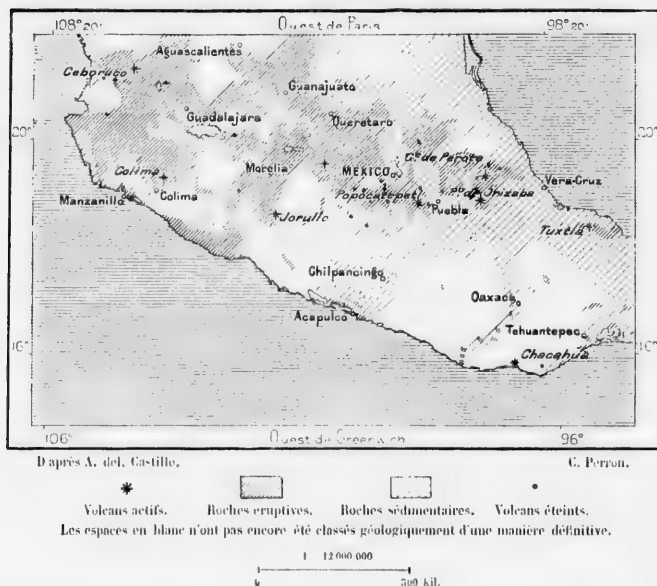 108° 20' Ouest de Paris 98° 20'
Aguascalientes
Ceboruco
Guanajuato
Guadalajara
Queretaro
20°
Cᵒ de Perote
Morelia
MEXICO
Colima
Vera-Cruz
Popocatepetl
Pᶜ d'Orizaba
Colima
Manzanillo
Puebla
Jorullo
Tuxtla
Chilpancingo
Oaxaca
Acapulco
Tehuantepec
16° 16°
Chacahua
106° Ouest de Greenwich 96°
D'après A. del. Castillo. C. Perron.
Volcans actifs. Roches éruptives. Roches sédimentaires. Volcans éteints.
Les espaces en blanc n'ont pas encore été classés géologiquement d'une manière définitive.
1 12 000 000
0 500 kil.